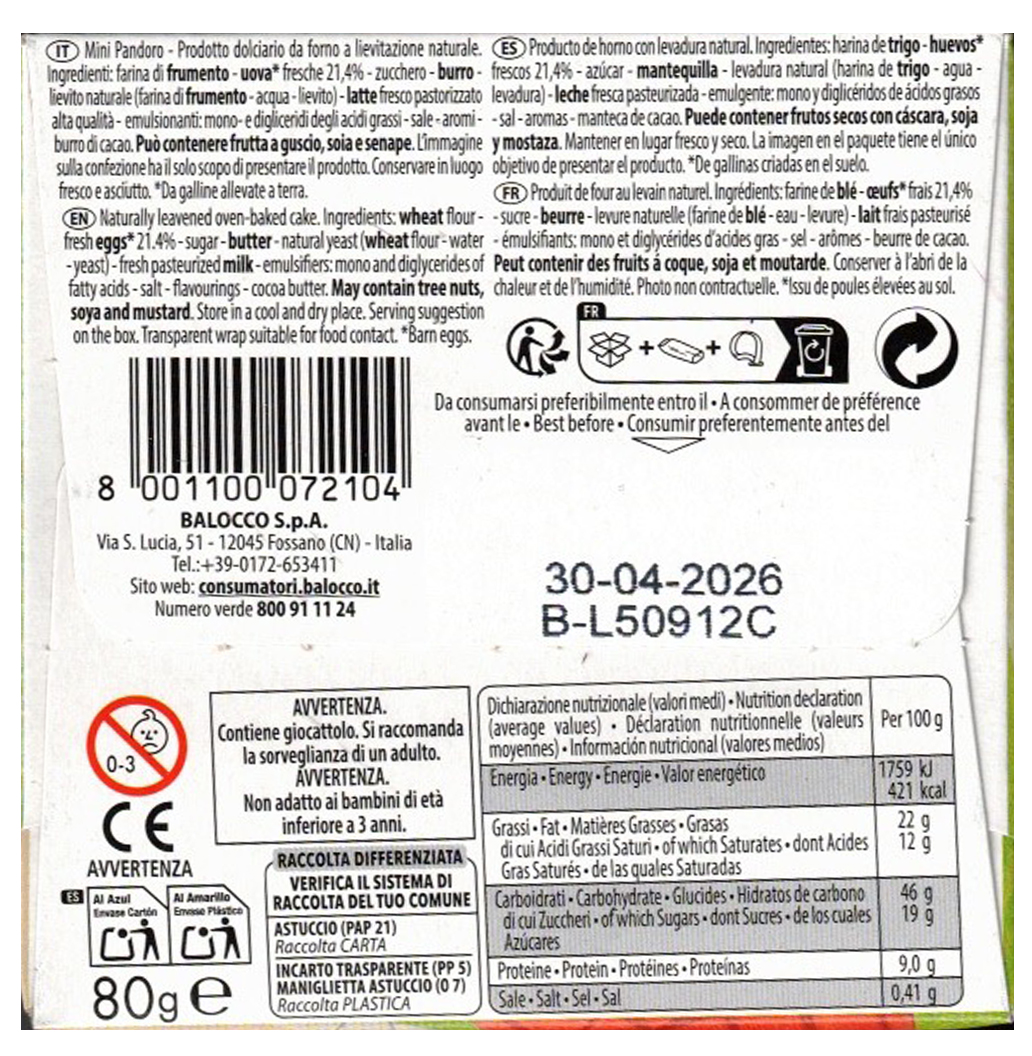 IT Mini Pandoro - Prodotto dolciario da forno a lievitazione naturale.
Ingredienti: farina di frumento - uova* fresche 21,4% - zucchero - burro -
lievito naturale (farina di frumento - acqua - lievito) - latte fresco pastorizzato
alta qualità - emulsionanti: mono- e digliceridi degli acidi grassi - sale - aromi -
burro di cacao. Può contenere frutta a guscio, soia e senape. L'immagine
sulla confezione ha il solo scopo di presentare il prodotto. Conservare in luogo
fresco e asciutto. *Da galline allevate a terra.
EN Naturally leavened oven-baked cake. Ingredients: wheat flour -
fresh eggs* 21.4% - sugar - butter - natural yeast (wheat flour - water
- yeast) - fresh pasteurized milk - emulsifiers: mono and diglycerides of
fatty acids - salt - flavourings - cocoa butter. May contain tree nuts,
soya and mustard. Store in a cool and dry place. Serving suggestion
on the box. Transparent wrap suitable for food contact. *Barn eggs.
ES Producto de horno con levadura natural. Ingredientes: harina de trigo - huevos*
frescos 21,4% - azúcar - mantequilla - levadura natural (harina de trigo - agua -
levadura) - leche fresca pasteurizada - emulgente: mono y diglicéridos de ácidos grasos
- sal - aromas - manteca de cacao. Puede contener frutos secos con cáscara, soja
y mostaza. Mantener en lugar fresco y seco. La imagen en el paquete tiene el único
objetivo de presentar el producto. *De gallinas criadas en el suelo.
FR Produit de four au levain naturel. Ingrédients: farine de blé - œufs* frais 21,4%
- sucre - beurre - levure naturelle (farine de blé - eau - levure) - lait frais pasteurisé
- émulsifiants: mono et diglycérides d'acides gras - sel - arômes - beurre de cacao.
Peut contenir des fruits á coque, soja et moutarde. Conserver à l'abri de la
chaleur et de l'humidité. Photo non contractuelle. *Issu de poules élevées au sol.
FR
+ +
Da consumarsi preferibilmente entro il • A consommer de préférence
avant le • Best before • Consumir preferentemente antes del
8 001100 072104
BALOCCO S.p.A.
Via S. Lucia, 51 - 12045 Fossano (CN) - Italia
Tel.:+39-0172-653411
Sito web: consumatori.balocco.it
Numero verde 800 91 11 24
30-04-2026
B-L50912C
0-3
CE
AVVERTENZA
ES
Al Azul
Envase Cartón
Al Amarillo
Envase Plástico
80g e
AVVERTENZA.
Contiene giocattolo. Si raccomanda
la sorveglianza di un adulto.
AVVERTENZA.
Non adatto ai bambini di età
inferiore a 3 anni.
RACCOLTA DIFFERENZIATA
VERIFICA IL SISTEMA DI
RACCOLTA DEL TUO COMUNE
ASTUCCIO (PAP 21)
Raccolta CARTA
INCARTO TRASPARENTE (PP 5)
MANIGLIETTA ASTUCCIO (O 7)
Raccolta PLASTICA
Dichiarazione nutrizionale (valori medi) • Nutrition declaration
(average values) • Déclaration nutritionnelle (valeurs
moyennes) • Información nutricional (valores medios)
Per 100 g
Energia • Energy • Energie • Valor energético
1759 kJ
421 kcal
Grassi • Fat • Matières Grasses • Grasas
22 g
di cui Acidi Grassi Saturi • of which Saturates • dont Acides
12 g
Gras Saturés • de las quales Saturadas
Carboidrati • Carbohydrate • Glucides • Hidratos de carbono
46 g
di cui Zuccheri • of which Sugars • dont Sucres • de los cuales
19 g
Azúcares
Proteine • Protein • Protéines • Proteínas
9,0 g
Sale • Salt • Sel • Sal
0,41 g